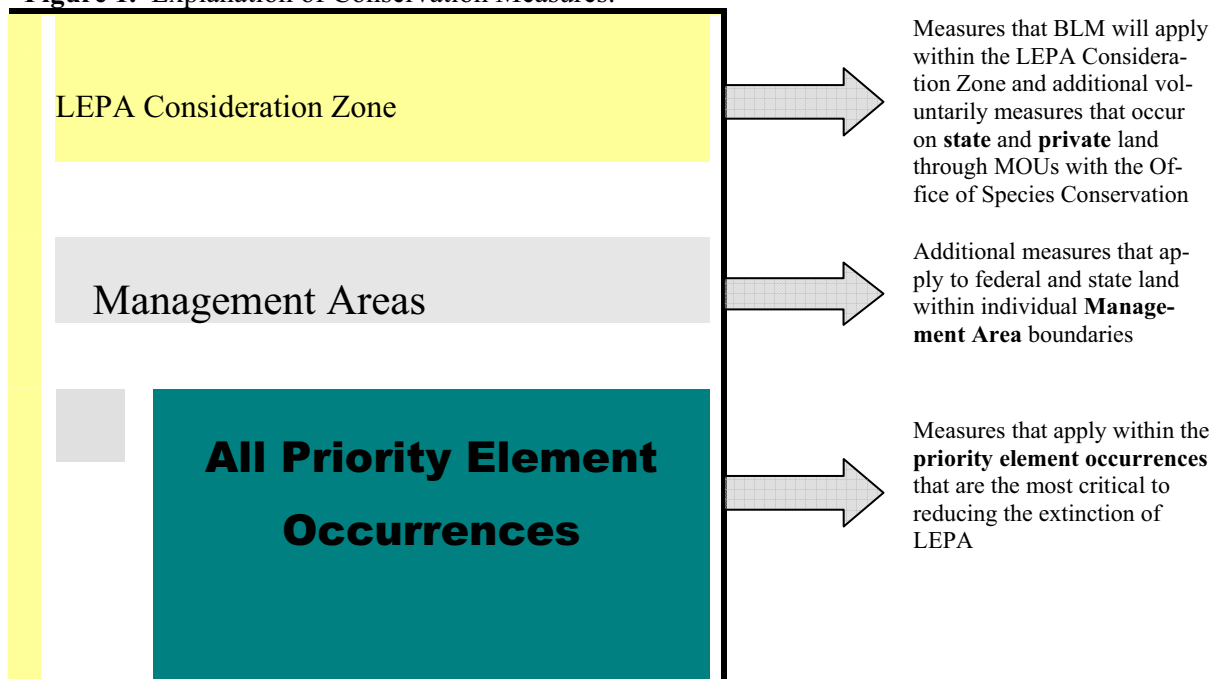 Figure 1. Explanation of Conservation Measures.
LEPA Consideration Zone
Measures that BLM will apply
within the LEPA Considera-
tion Zone and additional vol-
untarily measures that occur
on state and private land
through MOUs with the Of-
fice of Species Conservation
Management Areas
Additional measures that ap-
ply to federal and state land
within individual Manage-
ment Area boundaries
All Priority Element
Occurrences
Measures that apply within the
priority element occurrences
that are the most critical to
reducing the extinction of
LEPA